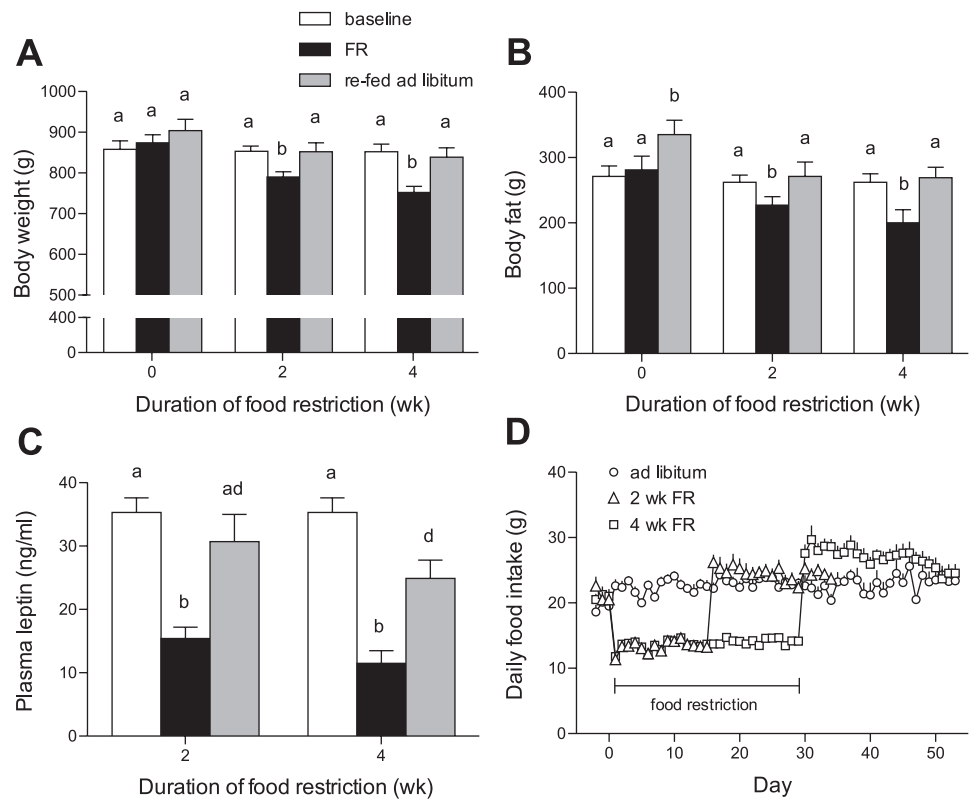 baseline
FR
re-fed ad libitum
A
Body weight (g)
1000
900
800
700
600
500
400
0
a a a
a b a
a b a
0 2 4
Duration of food restriction (wk)
B
Body fat (g)
400
300
200
100
0
a a b
a b a
a b a
0 2 4
Duration of food restriction (wk)
C
Plasma leptin (ng/ml)
40
30
20
10
0
a b ad
a b d
2 4
Duration of food restriction (wk)
D
Daily food intake (g)
40
30
20
10
0
ad libitum
2 wk FR
4 wk FR
food restriction
0 10 20 30 40 50
Day